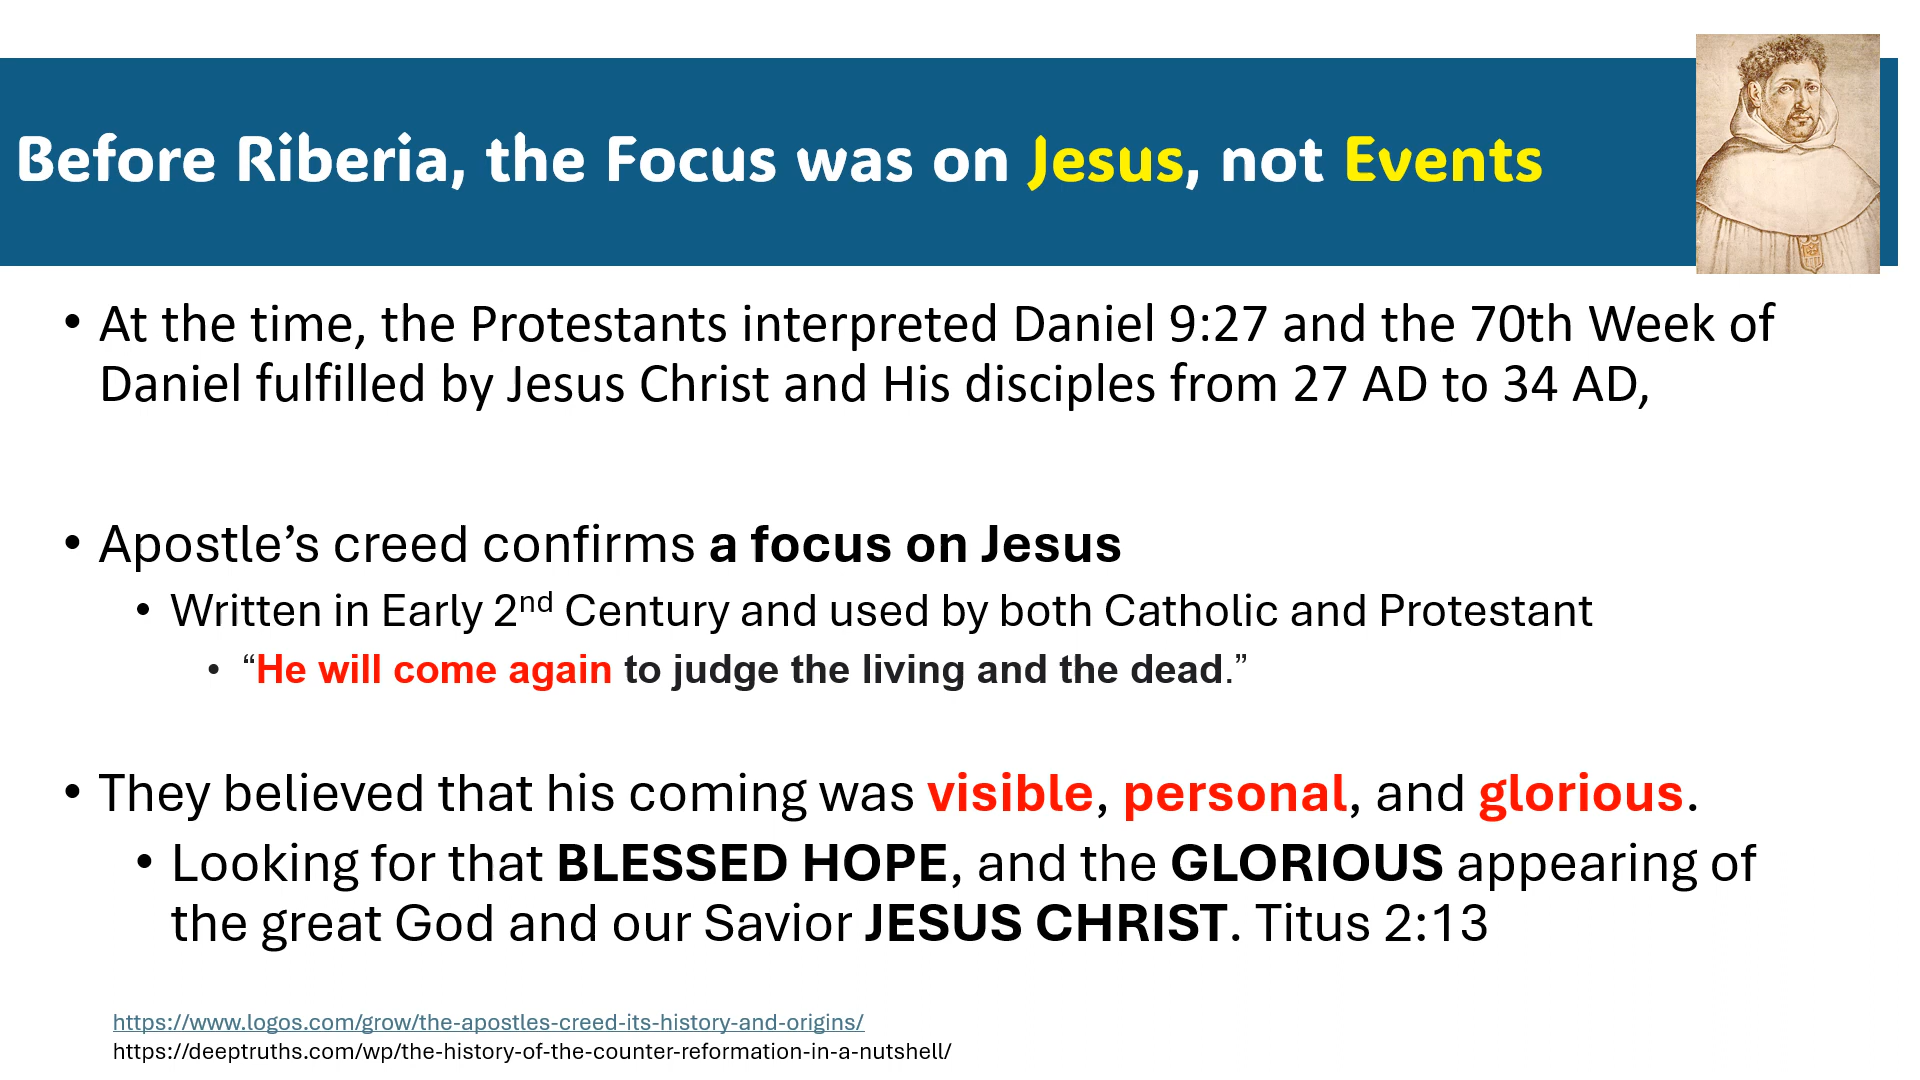 Before Riberia, the Focus was on Jesus, not Events
• At the time, the Protestants interpreted Daniel 9:27 and the 70th Week of
Daniel fulfilled by Jesus Christ and His disciples from 27 AD to 34 AD,
• Apostle’s creed confirms a focus on Jesus
• Written in Early 2nd Century and used by both Catholic and Protestant
• “He will come again to judge the living and the dead.”
• They believed that his coming was visible, personal, and glorious.
• Looking for that BLESSED HOPE, and the GLORIOUS appearing of
the great God and our Savior JESUS CHRIST. Titus 2:13
https://www.logos.com/grow/the-apostles-creed-its-history-and-origins/
https://deeptruths.com/wp/the-history-of-the-counter-reformation-in-a-nutshell/